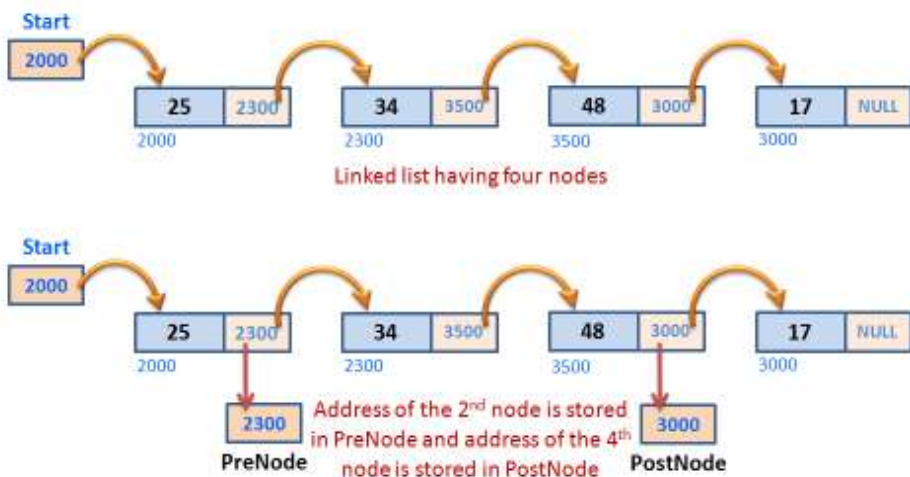 Start
2000
25 2300 34 3500 48 3000 17 NULL
2000 2300 3500 3000
Linked list having four nodes
Start
2000
25 2300 34 3500 48 3000 17 NULL
2000 2300 3500 3000
2300 Address of the 2nd node is stored 3000
PreNode in PreNode and address of the 4th PostNode
node is stored in PostNode